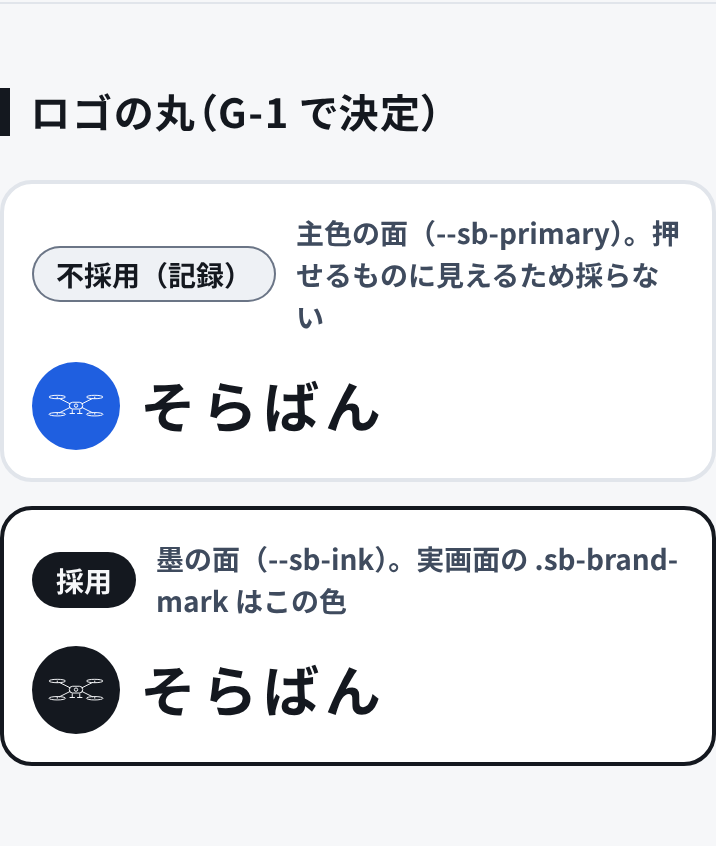 ロゴの丸（G-1 で決定）
不採用（記録）
主色の面（--sb-primary）。押
せるものに見えるため採らな
い
そらばん
採用
墨の面（--sb-ink）。実画面の .sb-brand-
mark はこの色
そらばん